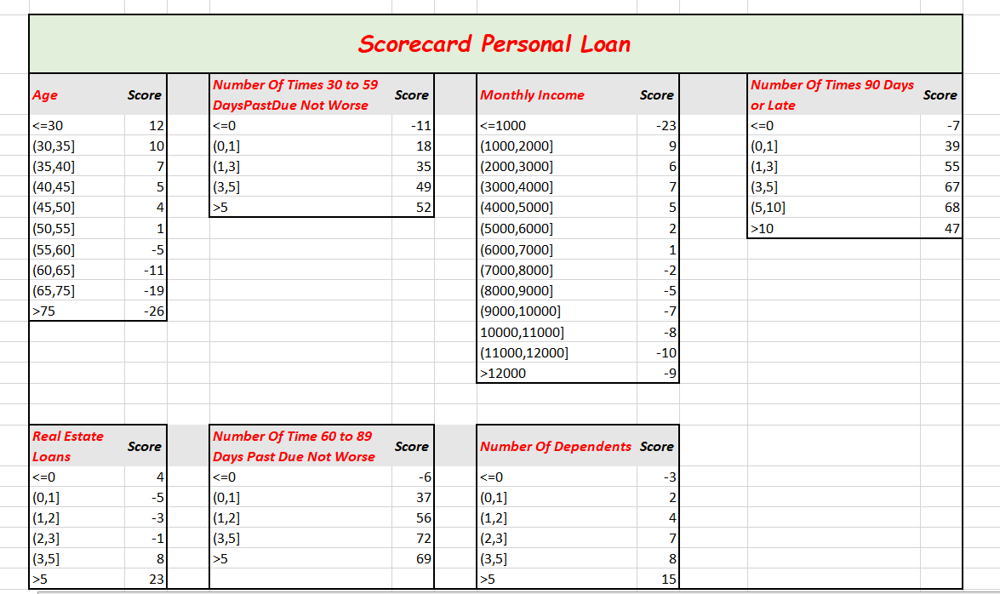 Scorecard Personal Loan
Age Score
Number Of Times 30 to 59
DaysPastDue Not Worse Score
Monthly Income Score
Number Of Times 90 Days
or Late Score
<=30 12 <=0 -11 <=1000 -23 <=0 -7
(30,35] 10 (0,1] 18 (1000,2000] 9 (0,1] 39
(35,40] 7 (1,3] 35 (2000,3000] 6 (1,3] 55
(40,45] 5 (3,5] 49 (3000,4000] 7 (3,5] 67
(45,50] 4 >5 52 (4000,5000] 5 (5,10] 68
(50,55] 1 (5000,6000] 2 >10 47
(55,60] -5 (6000,7000] 1
(60,65] -11 (7000,8000] -2
(65,75] -19 (8000,9000] -5
>75 -26 (9000,10000] -7
10000,11000] -8
(11000,12000] -10
>12000 -9
Real Estate
Loans Score
Number Of Time 60 to 89
Days Past Due Not Worse Score
Number Of Dependents Score
<=0 4 <=0 -6 <=0 -3
(0,1] -5 (0,1] 37 (0,1] 2
(1,2] -3 (1,2] 56 (1,2] 4
(2,3] -1 (3,5] 72 (2,3] 7
(3,5] 8 >5 69 (3,5] 8
>5 23 >5 15